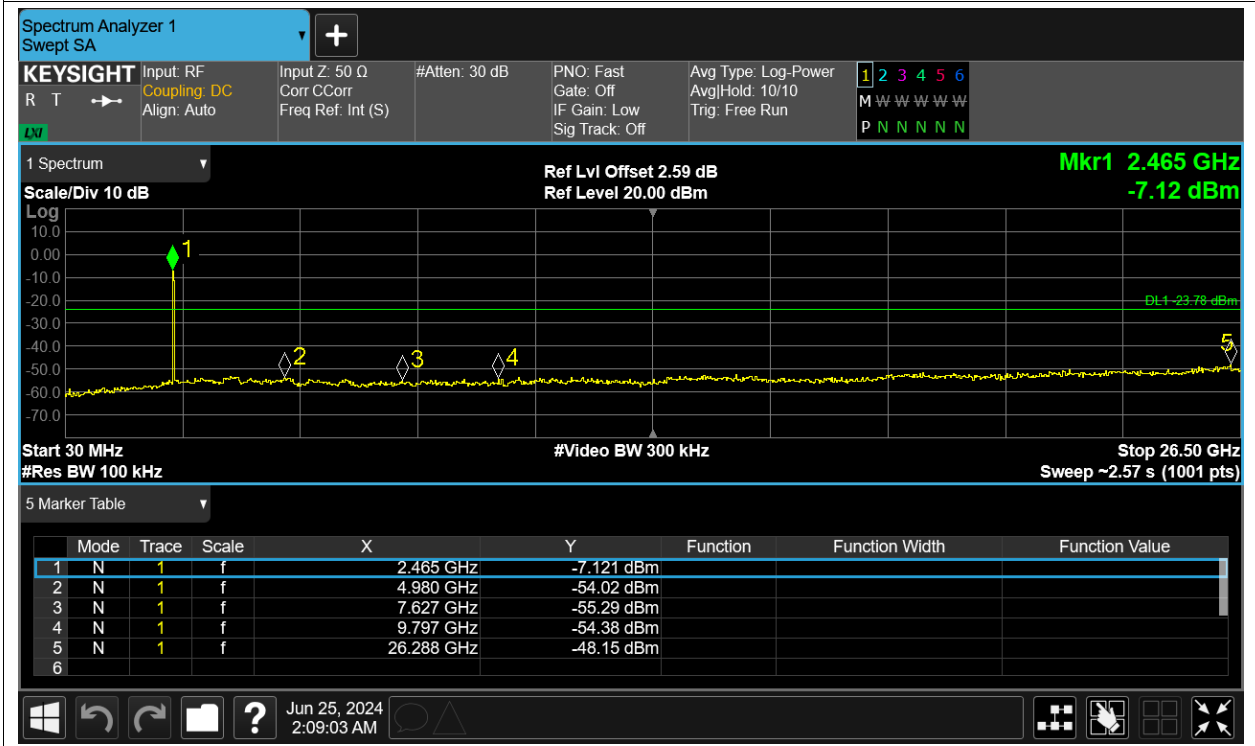 Spectrum Analyzer 1
Swept SA
KEYSIGHT
R T
LXI
Input: RF
Coupling: DC
Align: Auto
Input Z: 50 Ω
Corr CCorr
Freq Ref: Int (S)
#Atten: 30 dB
PNO: Fast
Gate: Off
IF Gain: Low
Sig Track: Off
Avg Type: Log-Power
Avg|Hold: 10/10
Trig: Free Run
1 2 3 4 5 6
M W W W W W
P N N N N N
1 Spectrum
Scale/Div 10 dB
Ref Lvl Offset 2.59 dB
Ref Level 20.00 dBm
Mkr1 2.465 GHz
-7.12 dBm
Log
10.0
0.00
-10.0
-20.0
-30.0
-40.0
-50.0
-60.0
-70.0
1
2
3
4
5
DL1 -23.78 dBm
Start 30 MHz
#Res BW 100 kHz
#Video BW 300 kHz
Stop 26.50 GHz
Sweep ~2.57 s (1001 pts)
5 Marker Table
Mode Trace Scale X Y Function Function Width Function Value
1 N 1 f 2.465 GHz -7.121 dBm
2 N 1 f 4.980 GHz -54.02 dBm
3 N 1 f 7.627 GHz -55.29 dBm
4 N 1 f 9.797 GHz -54.38 dBm
5 N 1 f 26.288 GHz -48.15 dBm
6
?
Jun 25, 2024
2:09:03 AM